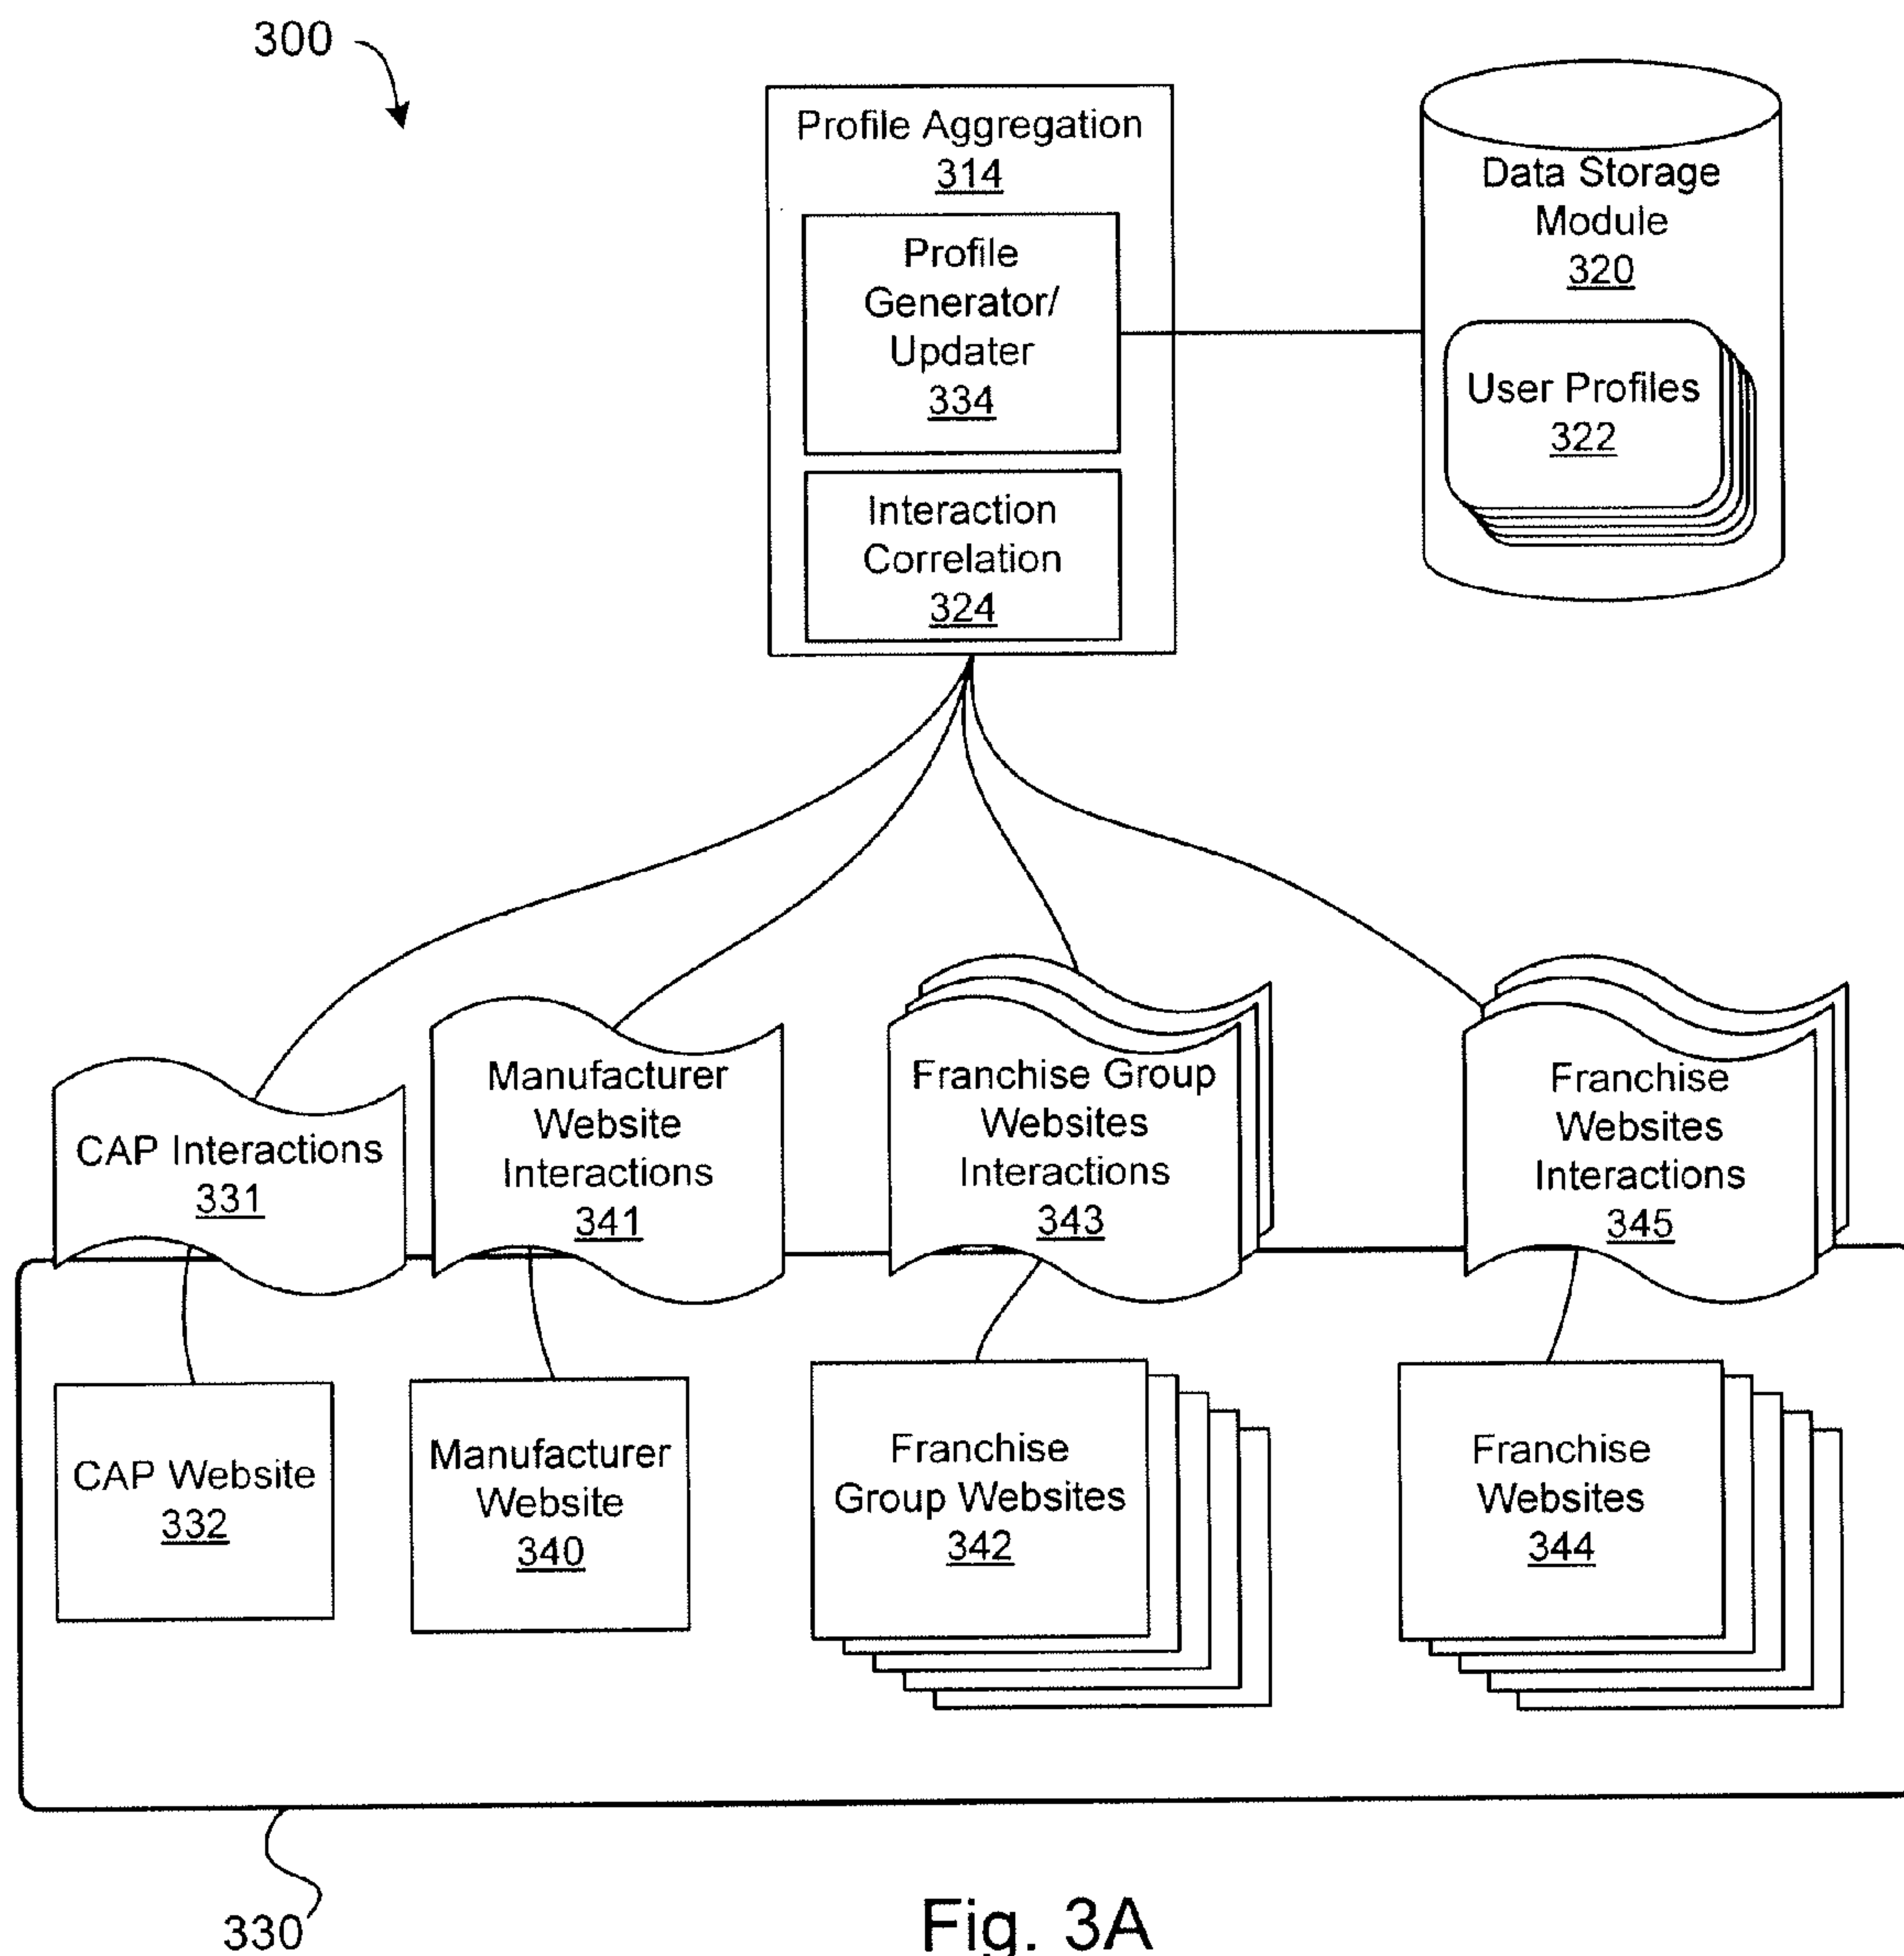 300
Profile Aggregation
314
Profile
Generator/
Updater
334
Interaction
Correlation
324
Data Storage
Module
320
User Profiles
322
CAP Interactions
331
Manufacturer
Website
Interactions
341
Franchise Group
Websites
Interactions
343
Franchise
Websites
Interactions
345
CAP Website
332
Manufacturer
Website
340
Franchise
Group Websites
342
Franchise
Websites
344
330
Fig. 3A